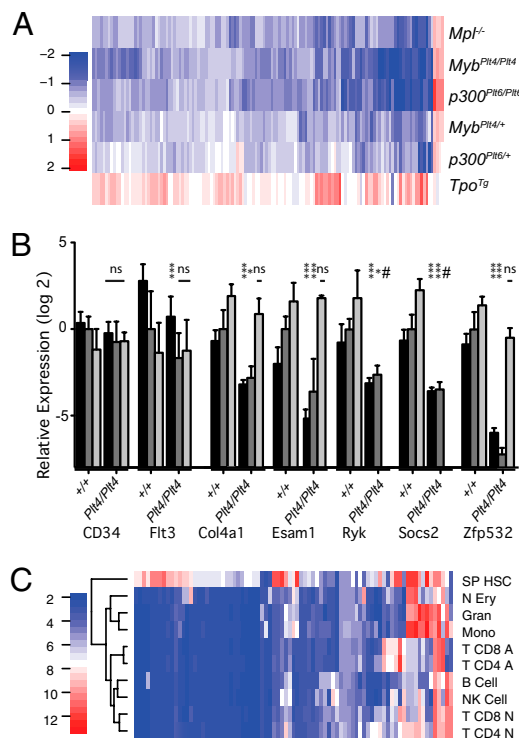 A
−2
−1
0
1
2
Mpl-/-
MybPlt4/Plt4
p300Plt6/Plt6
MybPlt4/+
p300Plt6/+
TpoTg
B
Relative Expression (log 2)
5
0
-5
ns
*** ns
*** * ns
*** *** ns
*** * #
*** *** #
*** *** ns
+/+ Plt4/Plt4 +/+ Plt4/Plt4 +/+ Plt4/Plt4 +/+ Plt4/Plt4 +/+ Plt4/Plt4 +/+ Plt4/Plt4 +/+ Plt4/Plt4
CD34 Flt3 Col4a1 Esam1 Ryk Socs2 Zfp532
C
2
4
6
8
10
12
SP HSC
N Ery
Gran
Mono
T CD8 A
T CD4 A
B Cell
NK Cell
T CD8 N
T CD4 N